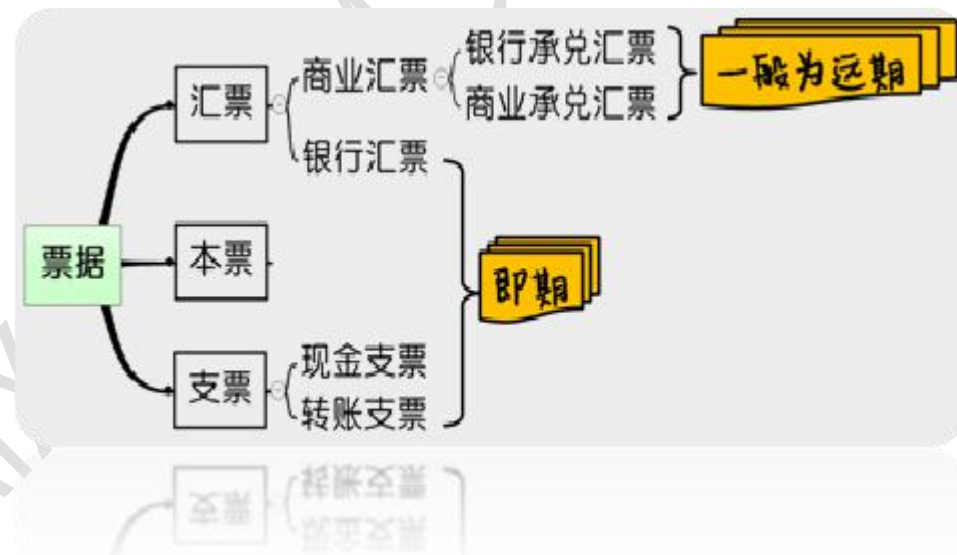 银行承兑汇票
商业汇票
商业承兑汇票
一般为远期
汇票
银行汇票
票据
本票
即期
现金支票
支票
转账支票